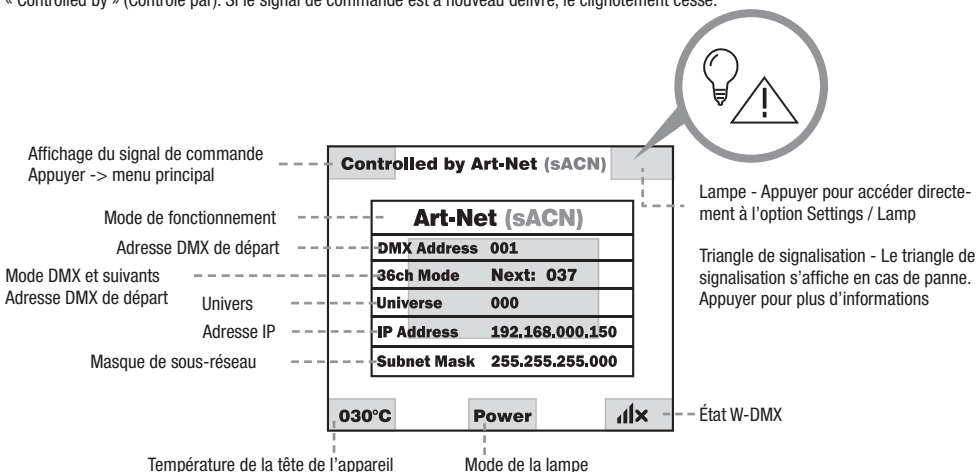 « Controlled by » (Contrôlé par). Si le signal de commande est à nouveau délivré, le clignotement cesse.
Affichage du signal de commande
Appuyer -> menu principal
Controlled by Art-Net (sACN)
Lampe - Appuyer pour accéder directe-
ment à l'option Settings / Lamp
Triangle de signalisation - Le triangle de
signalisation s'affiche en cas de panne.
Appuyer pour plus d'informations
Mode de fonctionnement
Art-Net (sACN)
Adresse DMX de départ
DMX Address 001
Mode DMX et suivants
Adresse DMX de départ
36ch Mode Next: 037
Univers
Universe 000
Adresse IP
IP Address 192.168.000.150
Masque de sous-réseau
Subnet Mask 255.255.255.000
030°C Power
État W-DMX
Température de la tête de l'appareil
Mode de la lampe